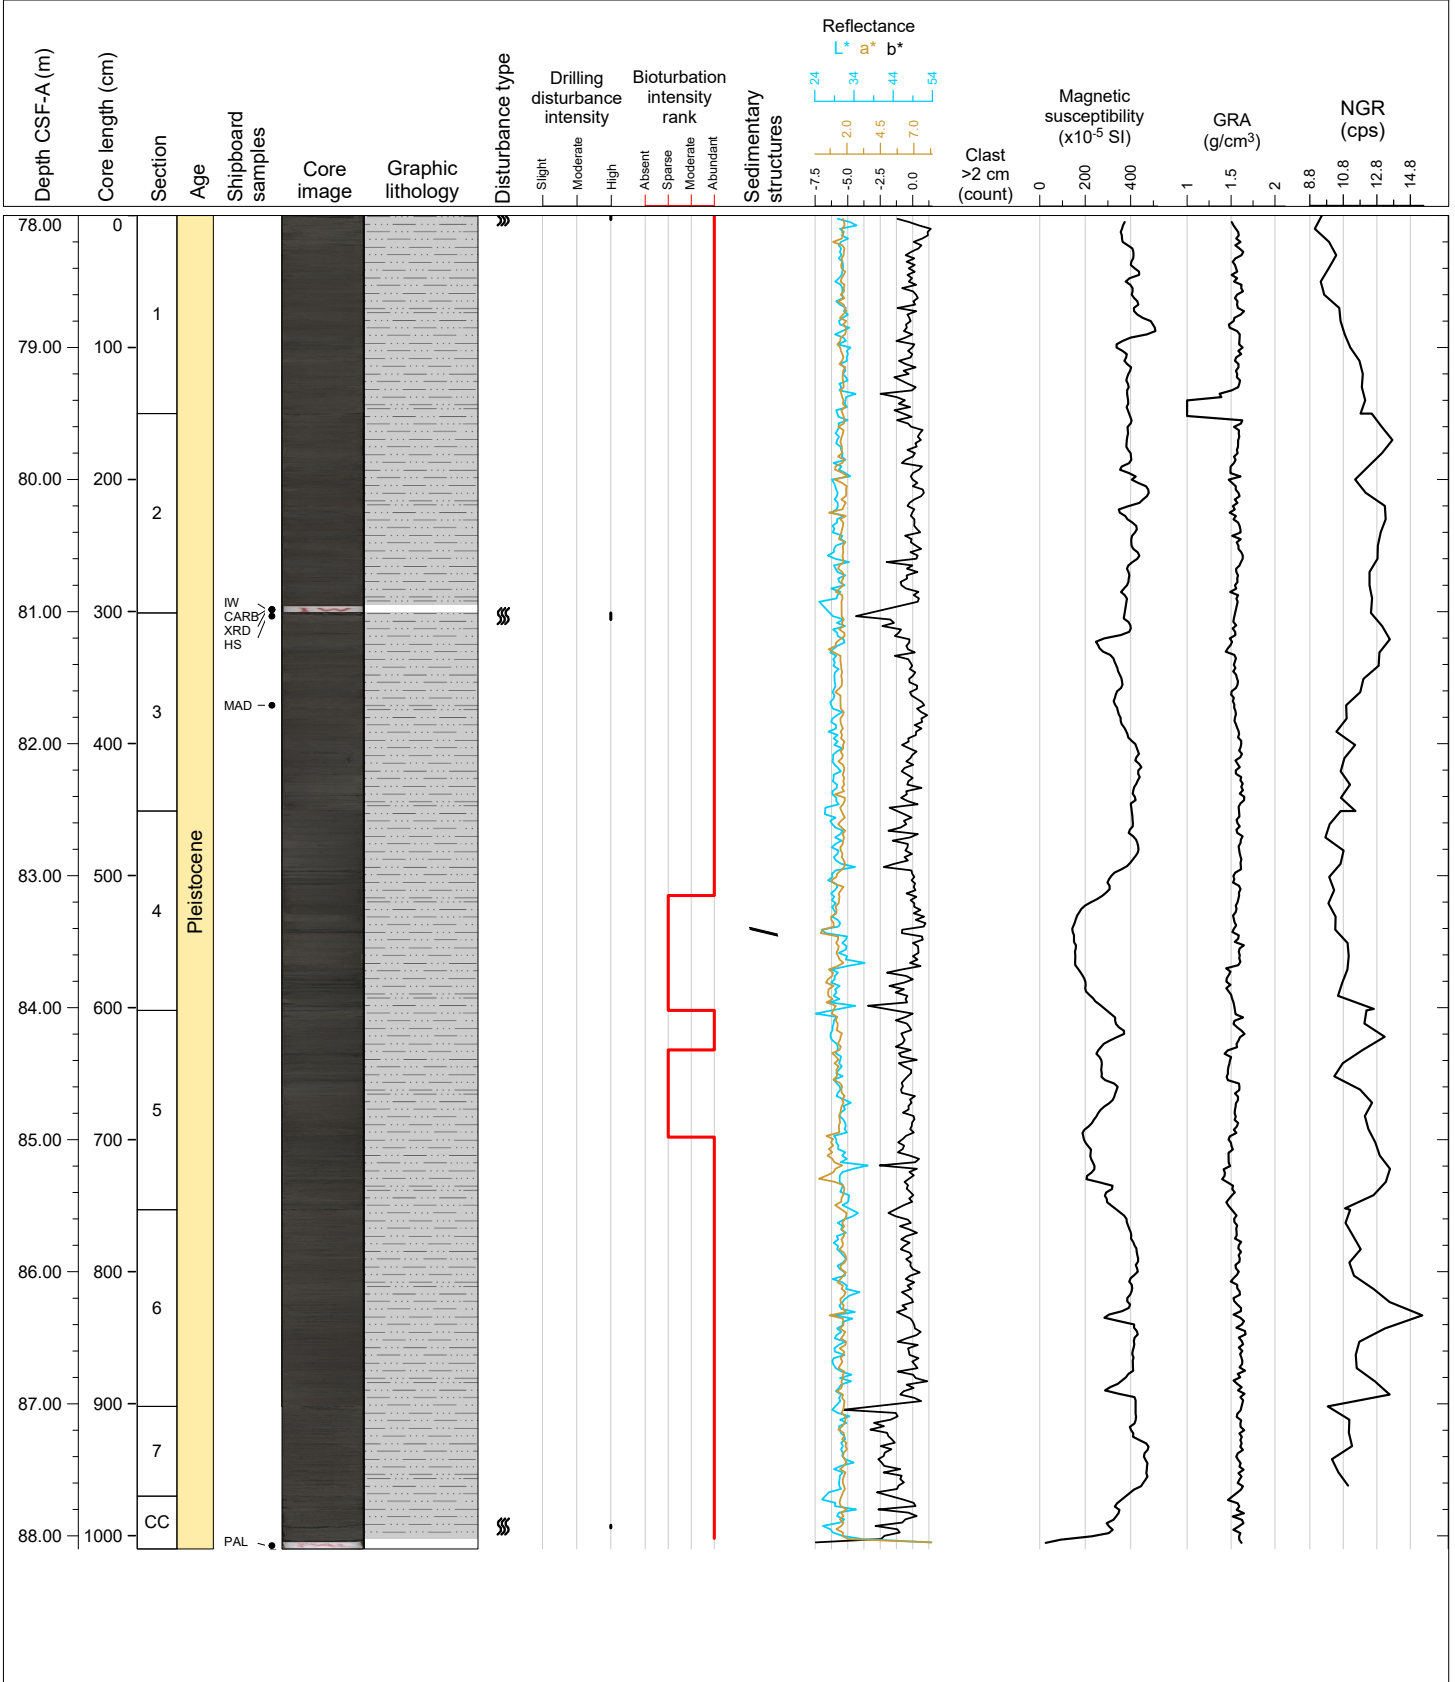 Depth CSF-A (m)
Core length (cm)
Section
Age
Shipboard
samples
Core
image
Graphic
lithology
Disturbance type
Drilling
disturbance
intensity
Slight
Moderate
High
Bioturbation
intensity
rank
Absent
Sparse
Moderate
Abundant
Sedimentary
structures
Reflectance
L* a* b*
24 34 44 54
2.0 4.5 7.0
-7.5 -5.0 -2.5 0.0
Clast
>2 cm
(count)
Magnetic
susceptibility
(x10-5 SI)
0 200 400
GRA
(g/cm3)
1 1.5 2
NGR
(cps)
8.8 10.8 12.8 14.8
78.00 0
1
79.00 100
80.00 200
2
IW
81.00 300
CARB
XRD
HS
MAD
3
82.00 400
Pleistocene
83.00 500
4
84.00 600
5
85.00 700
86.00 800
6
87.00 900
7
CC
88.00 1000
PAL